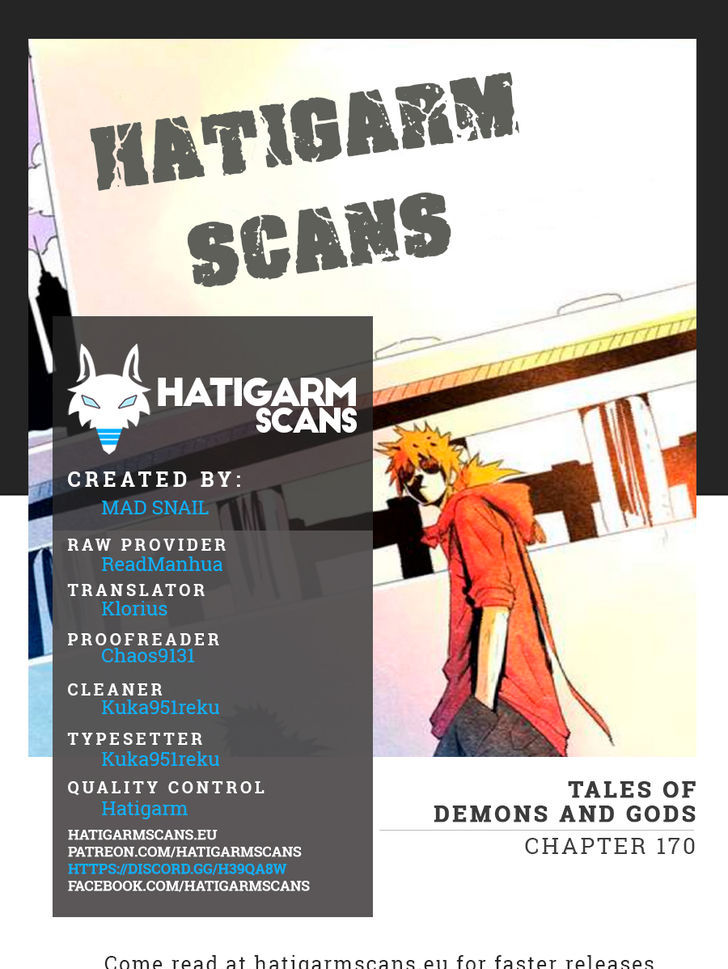 HATIGARM
SCANS
HATIGARM
SCANS
CREATED BY:
MAD SNAIL
RAW PROVIDER
ReadManhua
TRANSLATOR
Klorius
PROOFREADER
Chaos9131
CLEANER
Kuka951reku
TYPESETTER
Kuka951reku
QUALITY CONTROL
Hatigarm
HATIGARMSCANS.EU
PATREON.COM/HATIGARMSCANS
HTTPS://DISCORD.GG/H39QA8W
FACEBOOK.COM/HATIGARMSCANS
TALES OF
DEMONS AND GODS
CHAPTER 170
Come read at hatigarmscans.eu for faster releases